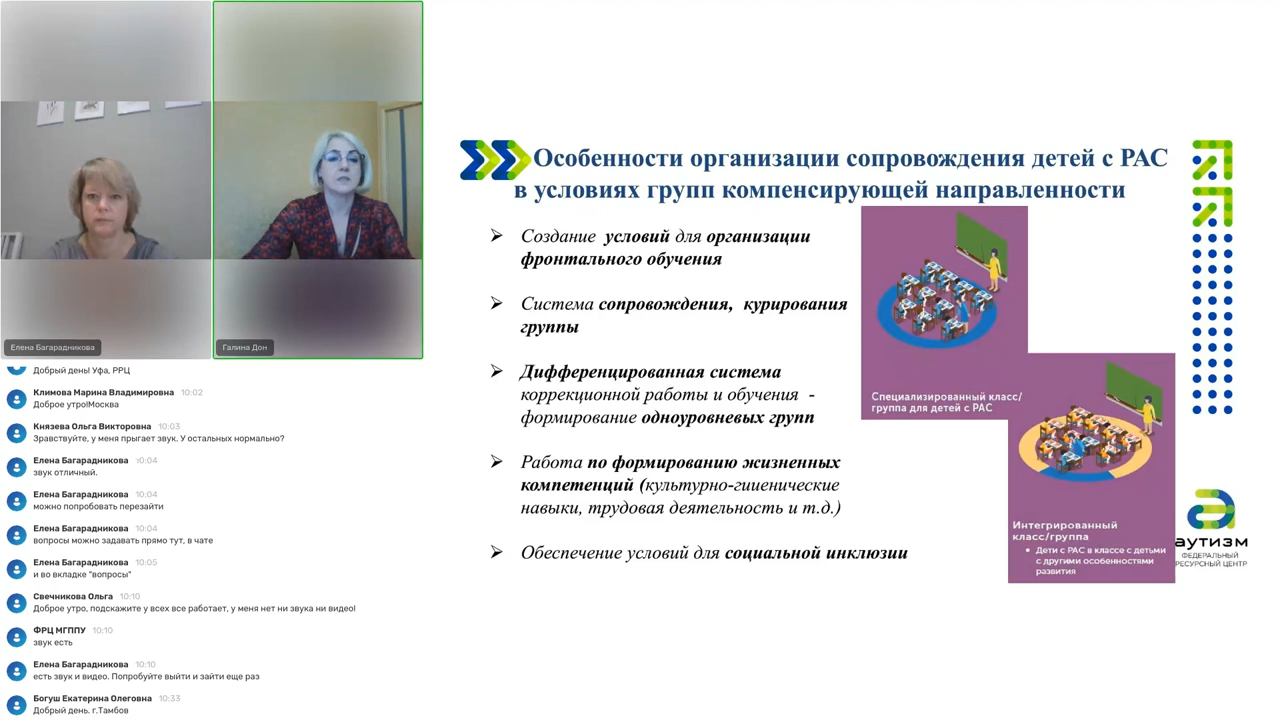 Елена Багарадникова
Галина Дон
Добрый день! Уфа, РРЦ
Климова Марина Владимировна 10:02
Доброе утро!Москва
Князева Ольга Викторовна 10:03
Зравствуйте, у меня прыгает звук. У остальных нормально?
Елена Багарадникова 10:04
звук отличный.
Елена Багарадникова 10:04
можно попробовать перезайти
Елена Багарадникова 10:04
вопросы можно задавать прямо тут, в чате
Елена Багарадникова 10:05
и во вкладке "вопросы"
Свечникова Ольга 10:10
Доброе утро, подскажите у всех все работает, у меня нет ни звука ни видео!
ФРЦ МГППУ 10:10
звук есть
Елена Багарадникова 10:10
есть звук и видео. Попробуйте выйти и зайти еще раз
Богуш Екатерина Олеговна 10:33
Добрый день. г.Тамбов
Особенности организации сопровождения детей с РАС
в условиях групп компенсирующей направленности
Создание условий для организации
фронтального обучения
Система сопровождения, курирования
группы
Дифференцированная система
коррекционной работы и обучения -
формирование одноуровневых групп
Работа по формированию жизненных
компетенций (культурно-гишенические
навыки, трудовая деятельность и т.д.)
Обеспечение условий для социальной инклюзии
Специализированный класс/
группа для детей с РАС
Интегрированный
класс/группа
• Дети с РАС в классе с детьми
с другими особенностями
развития
аутизм
ФЕДЕРАЛЬНЫЙ
РЕСУРСНЫЙ ЦЕНТР